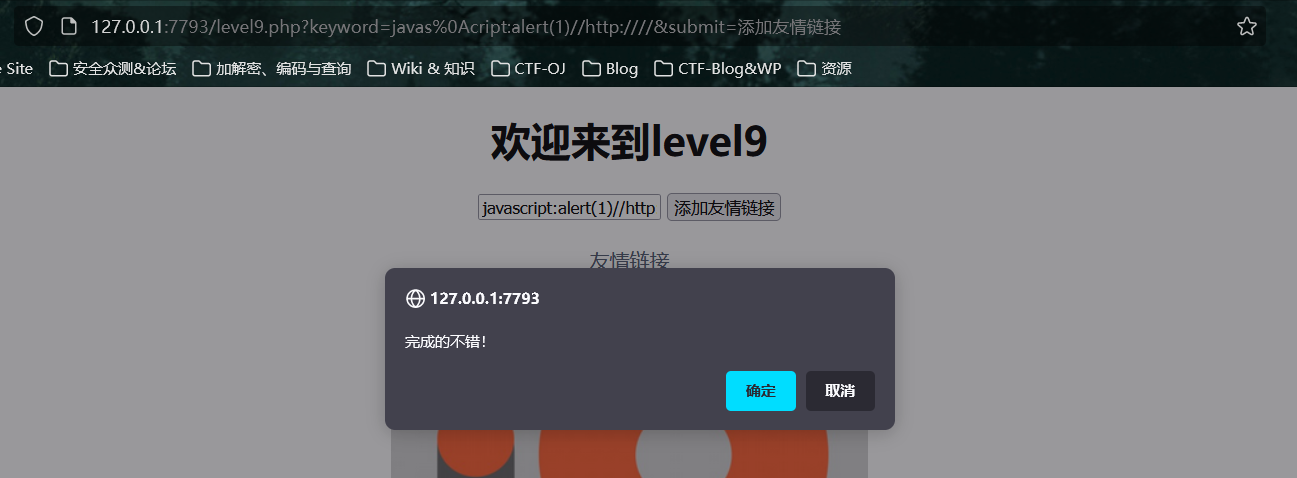 127.0.0.1:7793/level9.php?keyword=javas%0Acript:alert(1)//http:////&submit=添加友情链接
e Site 安全众测&论坛 加解密、编码与查询 Wiki & 知识 CTF-OJ Blog CTF-Blog&WP 资源
欢迎来到level9
javascript:alert(1)//http 添加友情链接
友情链接
127.0.0.1:7793
完成的不错!
确定 取消